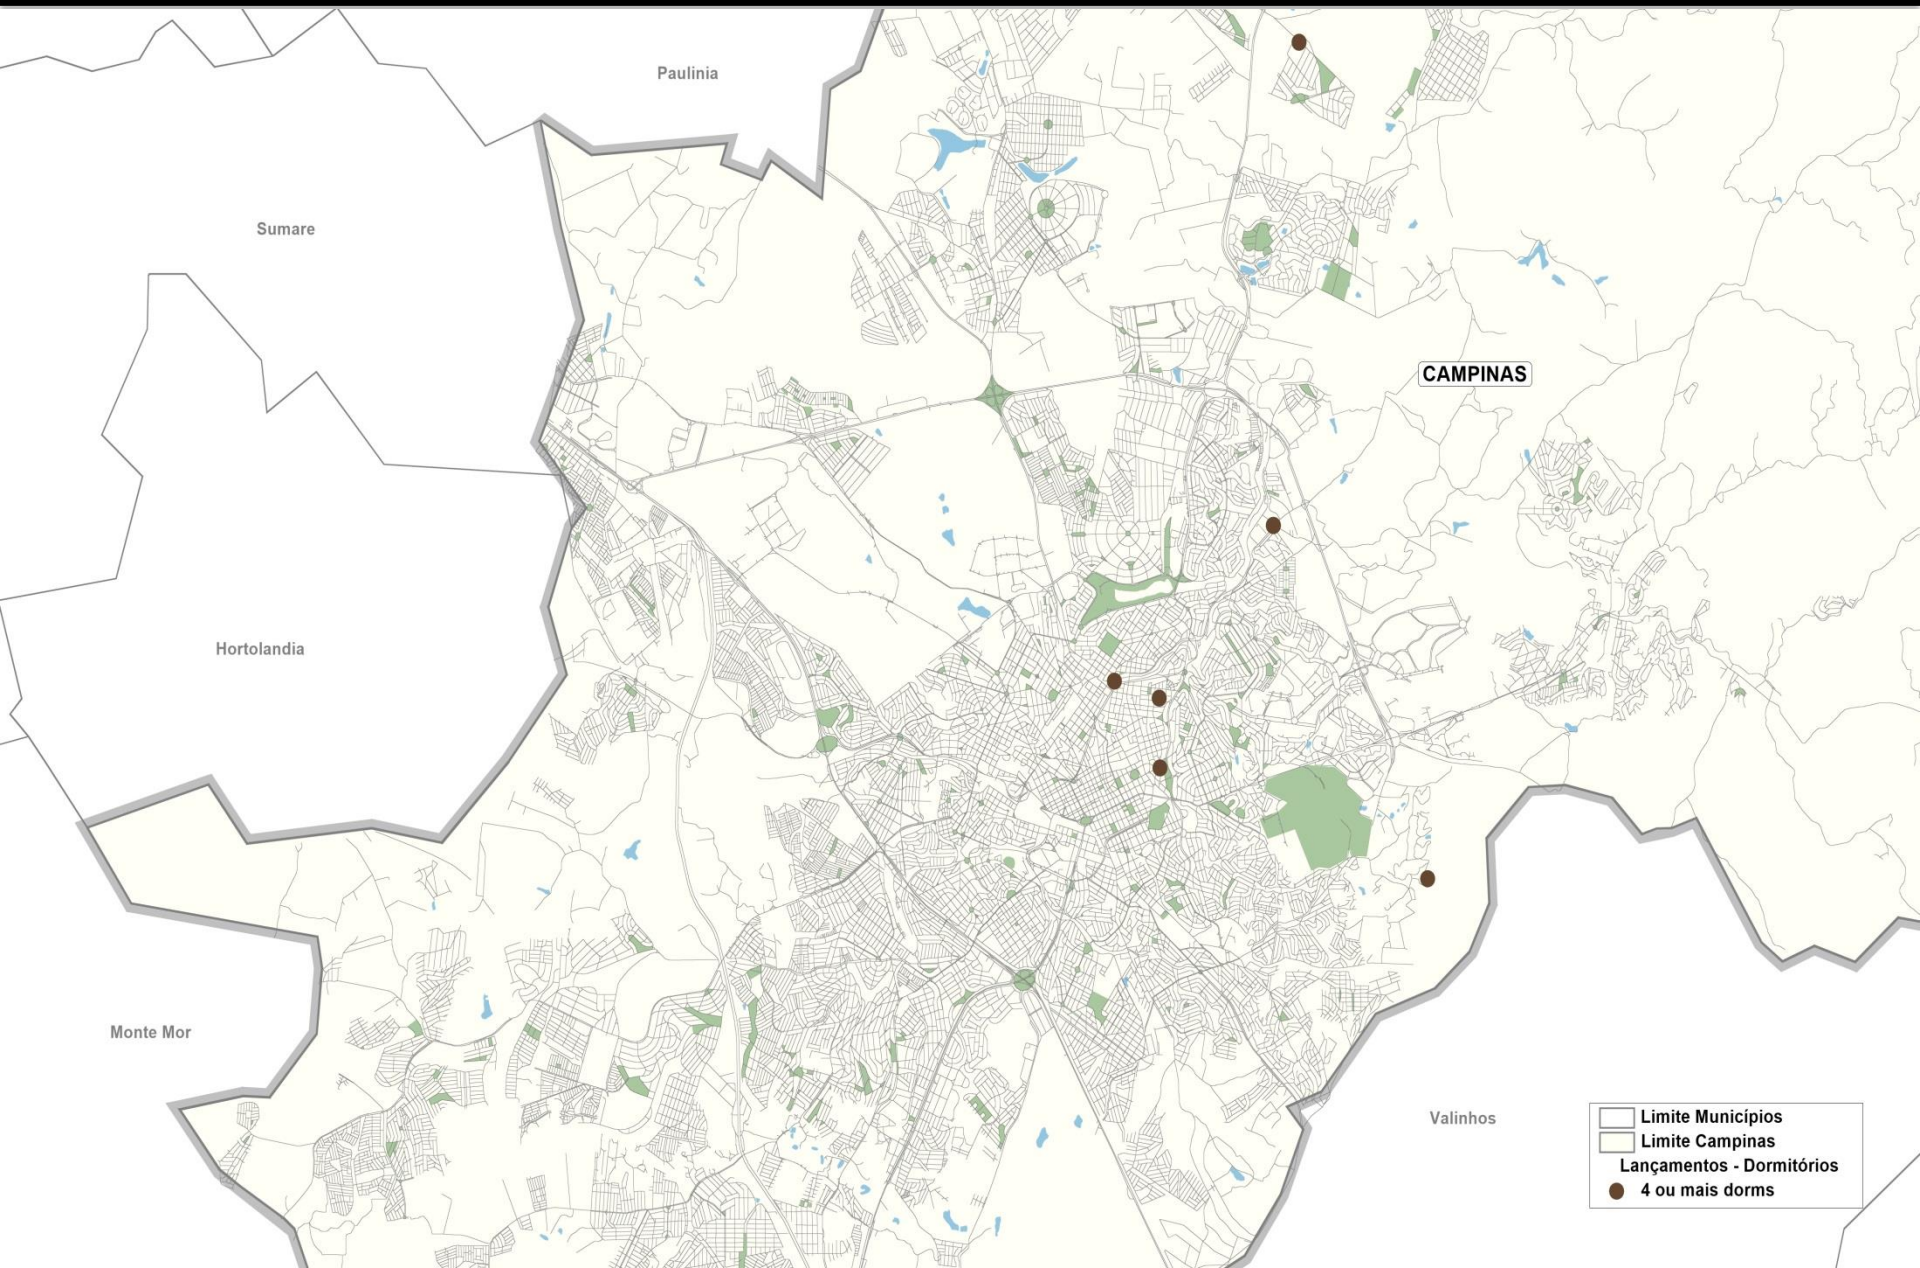 Paulinia
Sumare
CAMPINAS
Hortolandia
Monte Mor
Valinhos
Limite Municípios
Limite Campinas
Lançamentos - Dormitórios
4 ou mais dorms